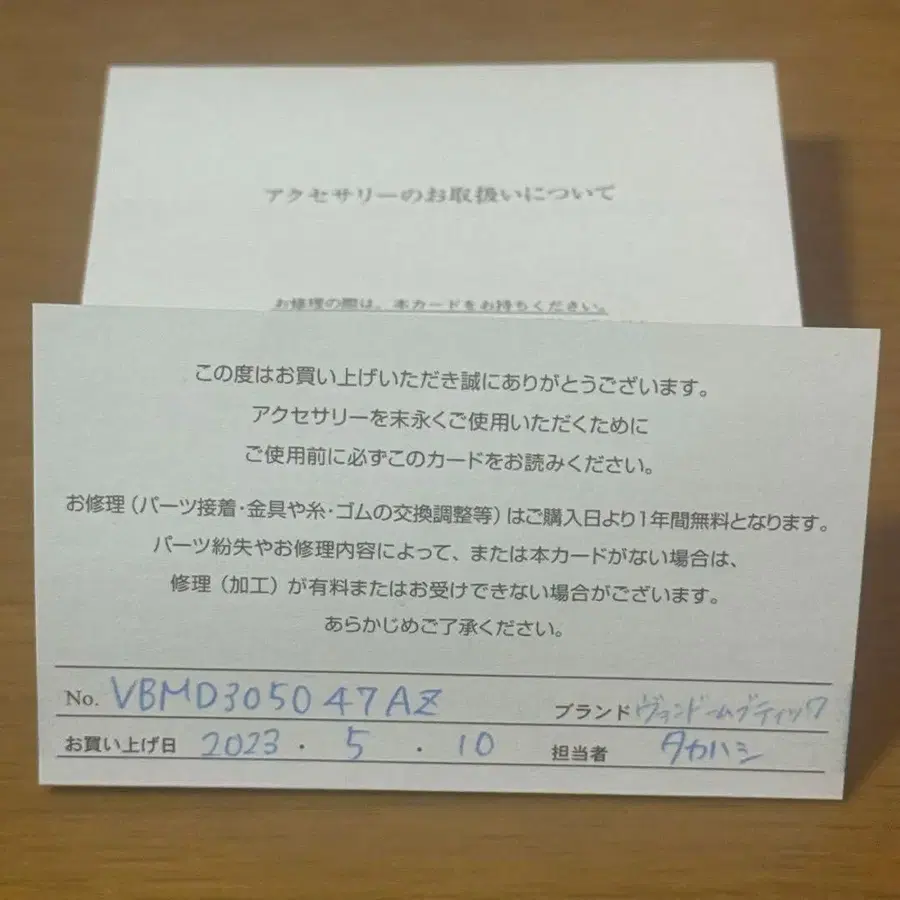 アクセサリーのお取扱いについて
お修理の際は、本カードをお持ちください。
この度はお買い上げいただき誠にありがとうございます。
アクセサリーを末永くご使用いただくために
ご使用前に必ずこのカードをお読みください。
お修理（パーツ接着・金具や糸・ゴムの交換調整等）はご購入日より1年間無料となります。
パーツ紛失やお修理内容によって、または本カードがない場合は、
修理（加工）が有料またはお受けできない場合がございます。
あらかじめご了承ください。
No. VBMD305047AZ ブランド ヴァンドームブティック
お買い上げ日 2023・5・10 担当者 タカハシ